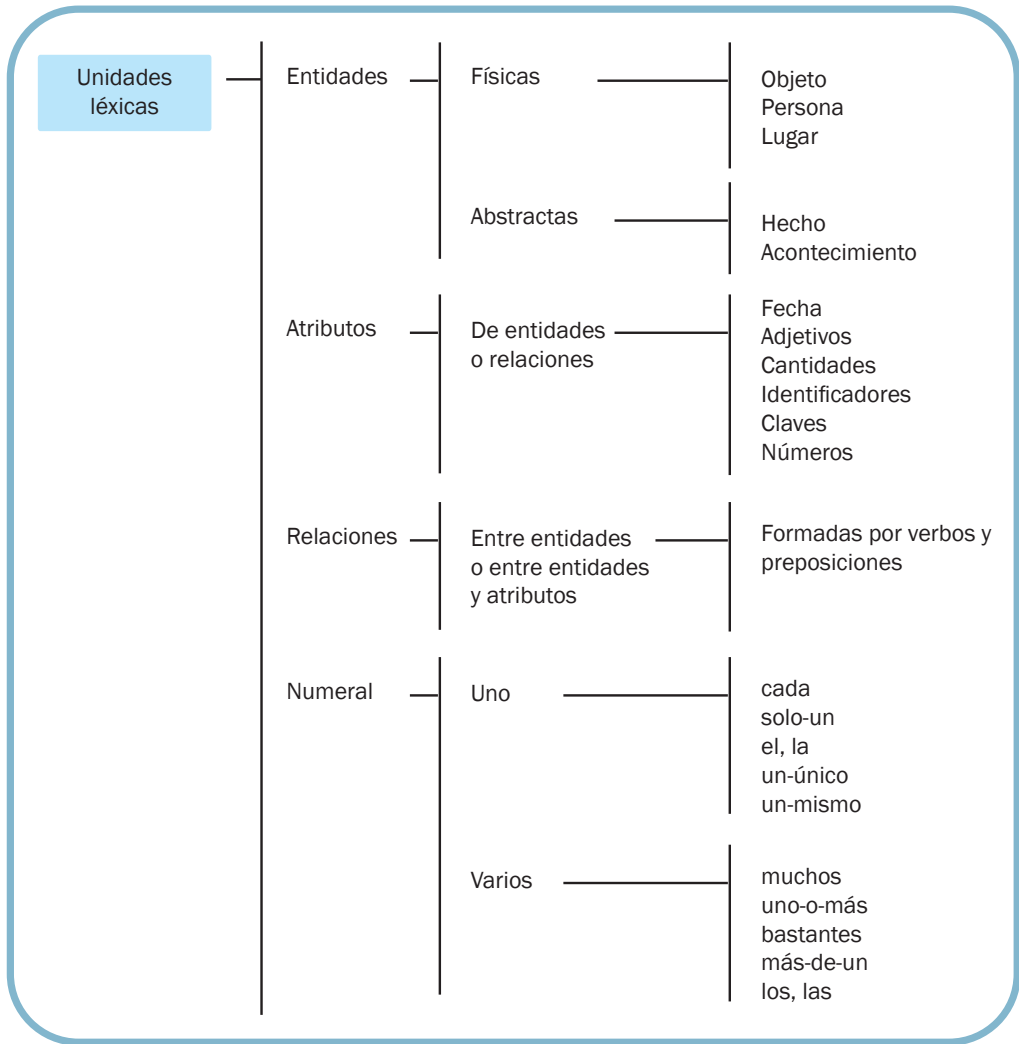 Unidades
léxicas
Entidades
Físicas
Objeto
Persona
Lugar
Abstractas
Hecho
Acontecimiento
Atributos
De entidades
o relaciones
Fecha
Adjetivos
Cantidades
Identificadores
Claves
Números
Relaciones
Entre entidades
o entre entidades
y atributos
Formadas por verbos y
preposiciones
Numeral
Uno
cada
solo-un
el, la
un-único
un-mismo
Varios
muchos
uno-o-más
bastantes
más-de-un
los, las